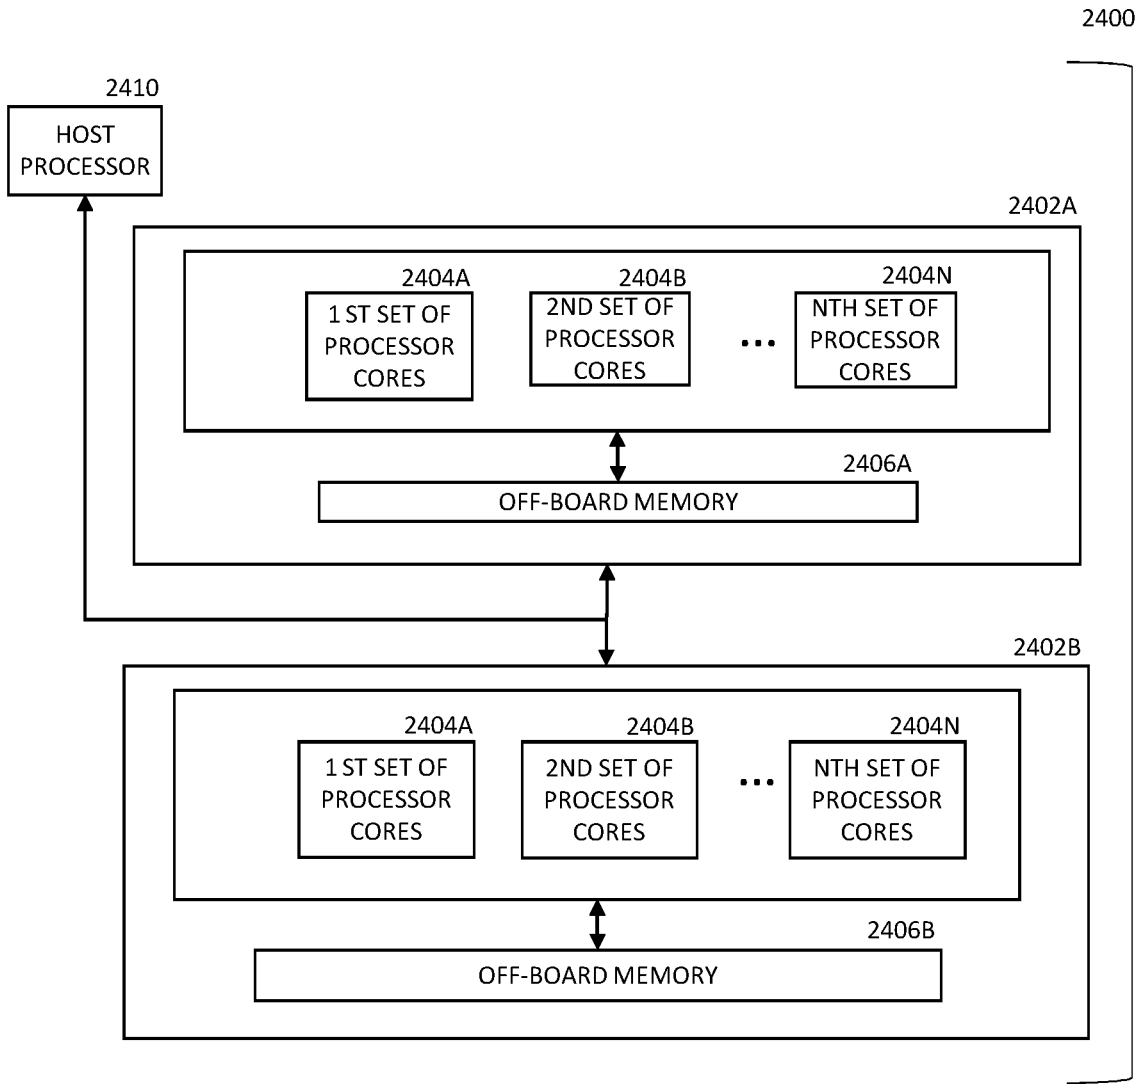 2400
2410
HOST
PROCESSOR
2402A
2404A
1 ST SET OF
PROCESSOR
CORES
2404B
2ND SET OF
PROCESSOR
CORES
...
2404N
NTH SET OF
PROCESSOR
CORES
2406A
OFF-BOARD MEMORY
2402B
2404A
1 ST SET OF
PROCESSOR
CORES
2404B
2ND SET OF
PROCESSOR
CORES
...
2404N
NTH SET OF
PROCESSOR
CORES
2406B
OFF-BOARD MEMORY